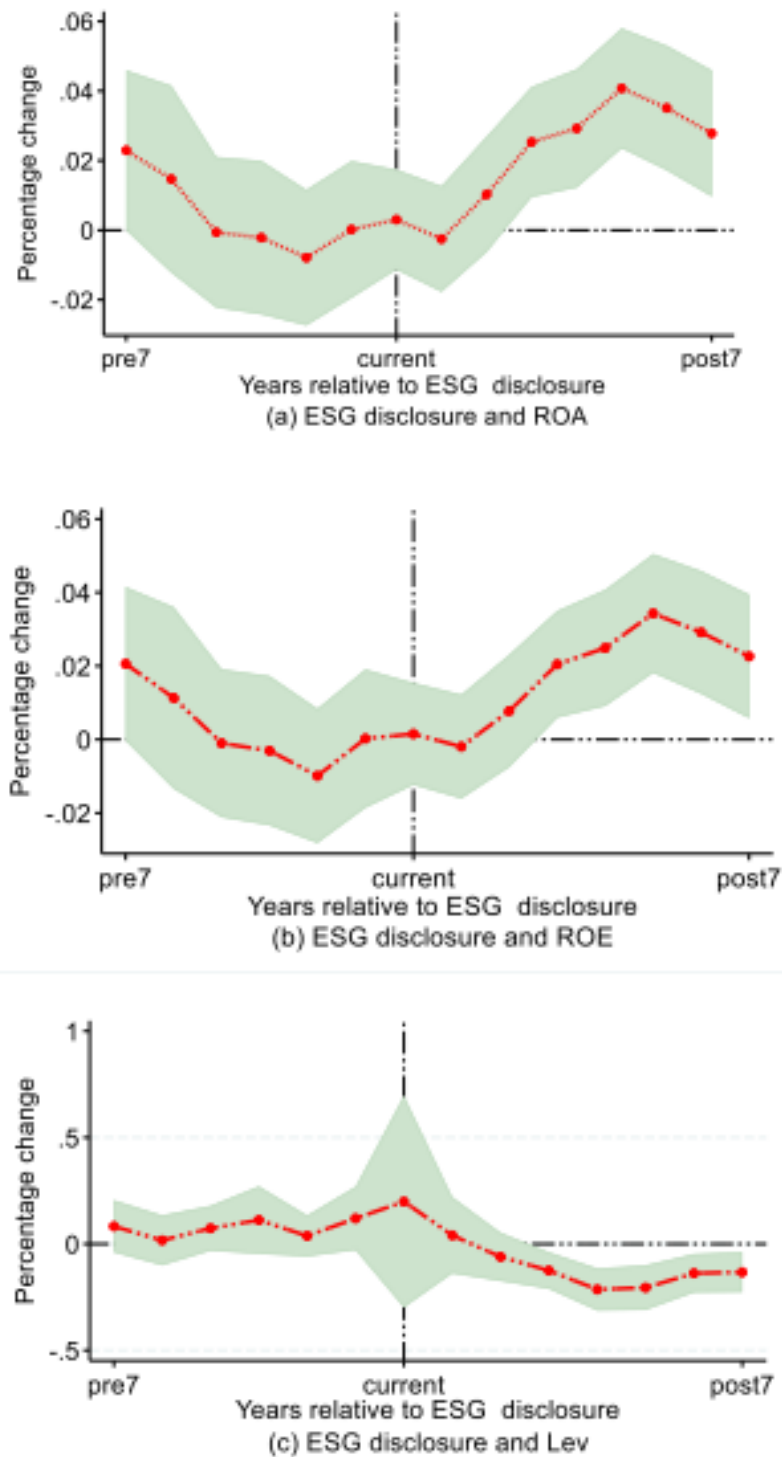 Percentage change
.06
.04
.02
0
-.02
pre7 current post7
Years relative to ESG disclosure
(a) ESG disclosure and ROA
Percentage change
.06
.04
.02
0
-.02
pre7 current post7
Years relative to ESG disclosure
(b) ESG disclosure and ROE
Percentage change
1
.5
0
-.5
pre7 current post7
Years relative to ESG disclosure
(c) ESG disclosure and Lev